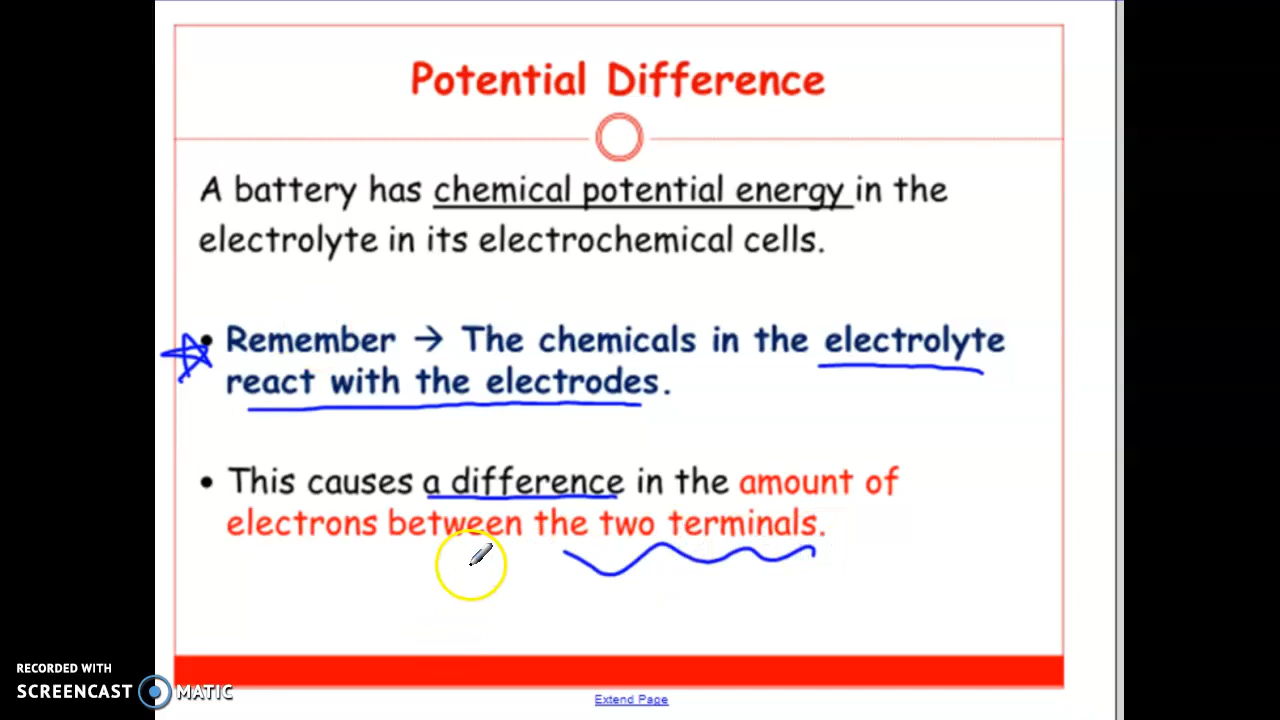 Potential Difference
A battery has chemical potential energy in the
electrolyte in its electrochemical cells.
• Remember → The chemicals in the electrolyte
react with the electrodes.
• This causes a difference in the amount of
electrons between the two terminals.
RECORDED WITH
SCREENCAST MATIC
Extend Page